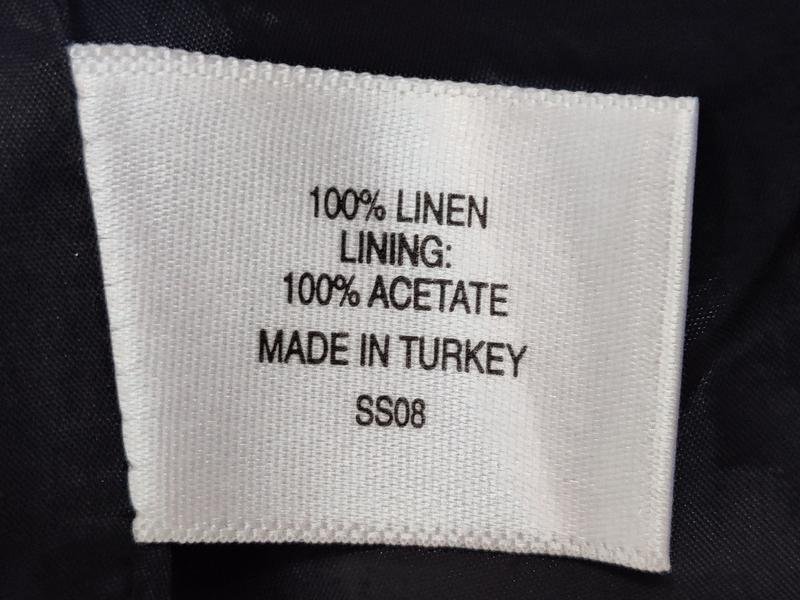 100% LINEN
LINING:
100% ACETATE
MADE IN TURKEY
SS08